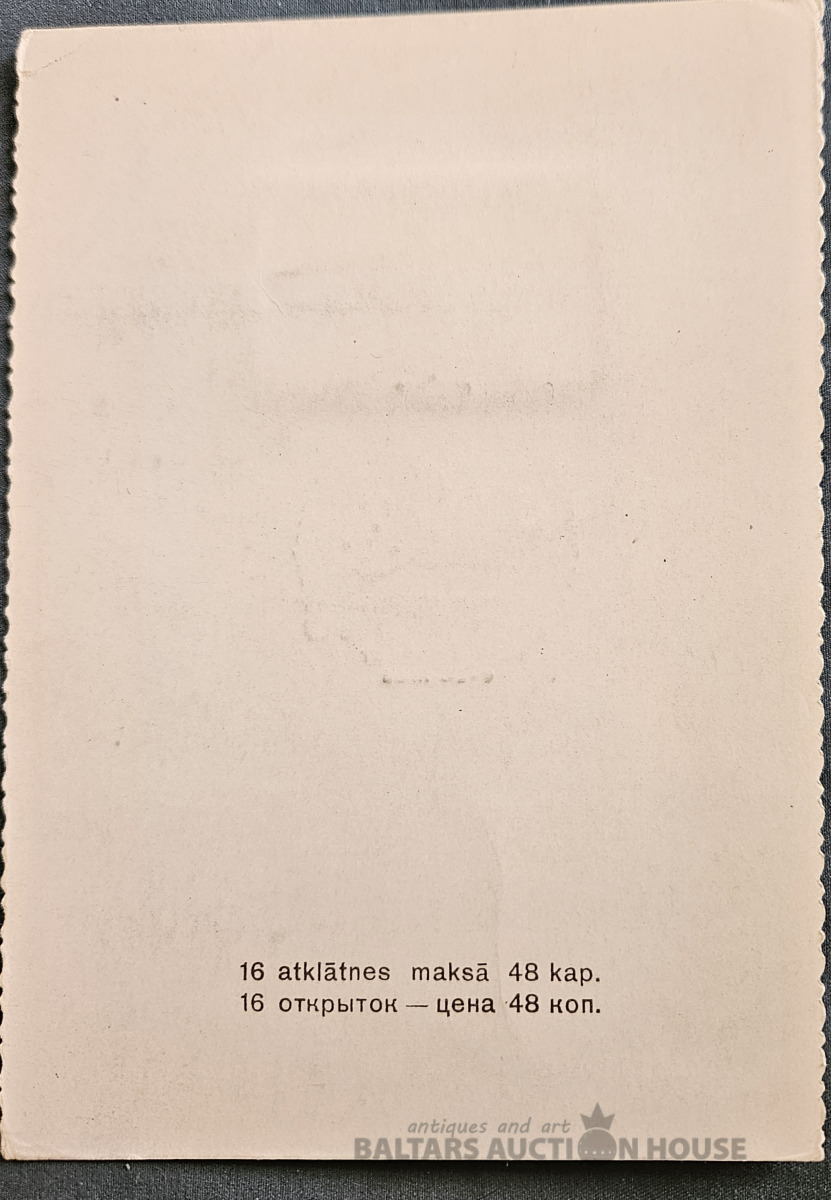 16 atklātnes maksā 48 kap.
16 открыток — цена 48 коп.
antiques and art
BALTARS AUCTION HOUSE